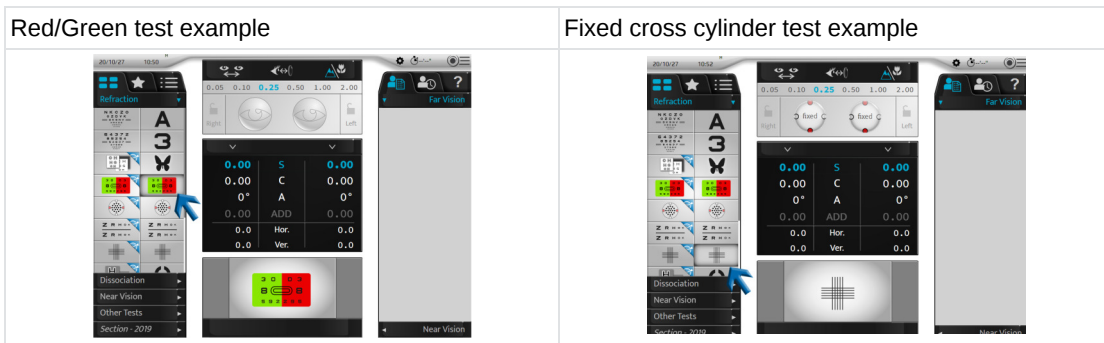 Red/Green test example
20/10/27 10:50
?
0.05 0.10 0.25 0.50 1.00 2.00
Refraction
Far Vision
N K O Z S
A
Right
Left
3
0.00 S 0.00
0.00 C 0.00
0° A 0°
0.00 ADD 0.00
0.0 Hor. 0.0
0.0 Ver. 0.0
Dissociation
Near Vision
Other Tests
Section - 2019
Near Vision
Fixed cross cylinder test example
20/10/27 10:52
?
0.05 0.10 0.25 0.50 1.00 2.00
Refraction
Far Vision
A
Right
fixed
fixed
Left
3
0.00 S 0.00
0.00 C 0.00
0° A 0°
0.00 ADD 0.00
0.0 Hor. 0.0
0.0 Ver. 0.0
Dissociation
Near Vision
Other Tests
Section - 2019
Near Vision